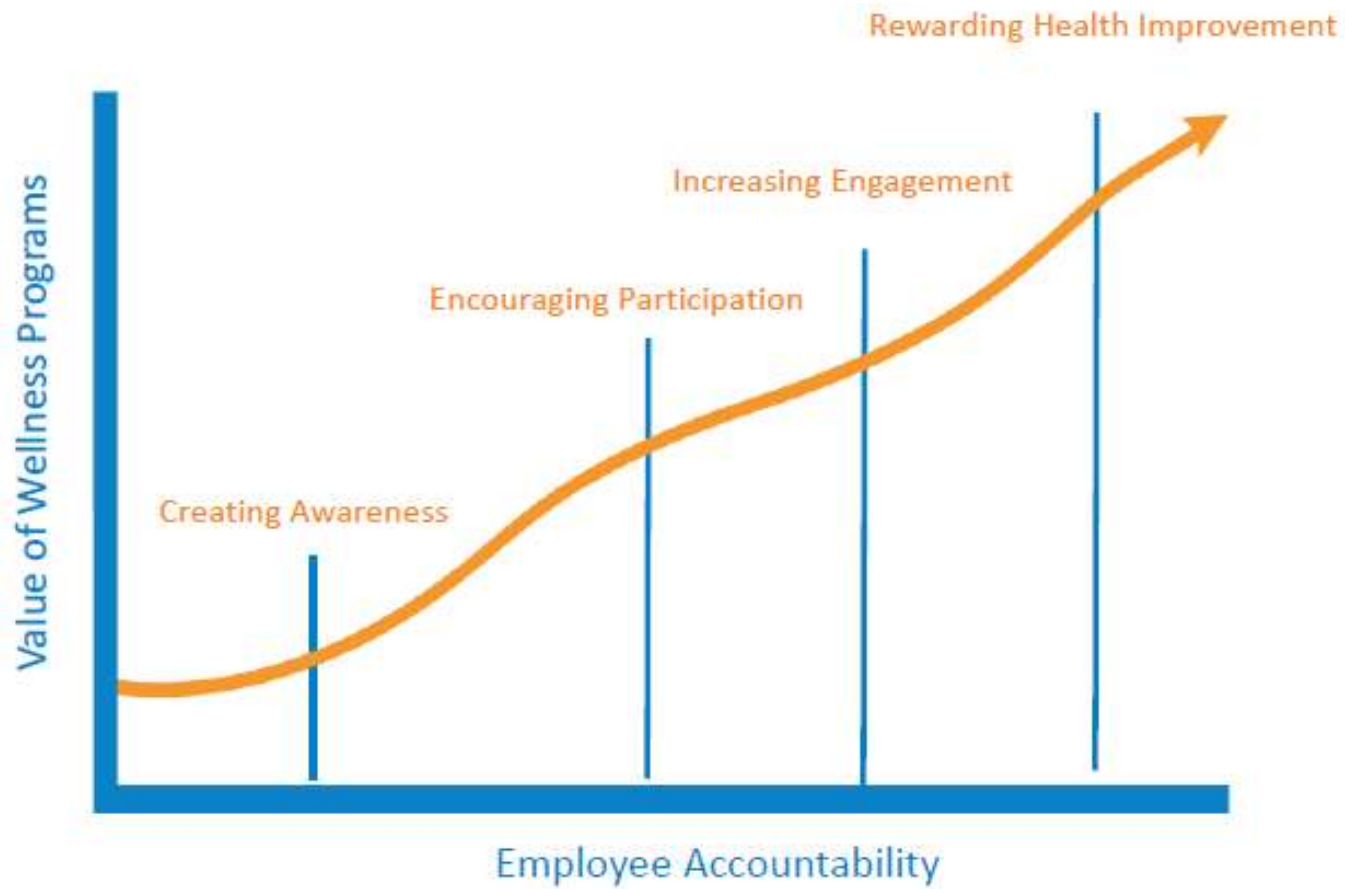 Rewarding Health Improvement
Increasing Engagement
Encouraging Participation
Creating Awareness
Value of Wellness Programs
Employee Accountability